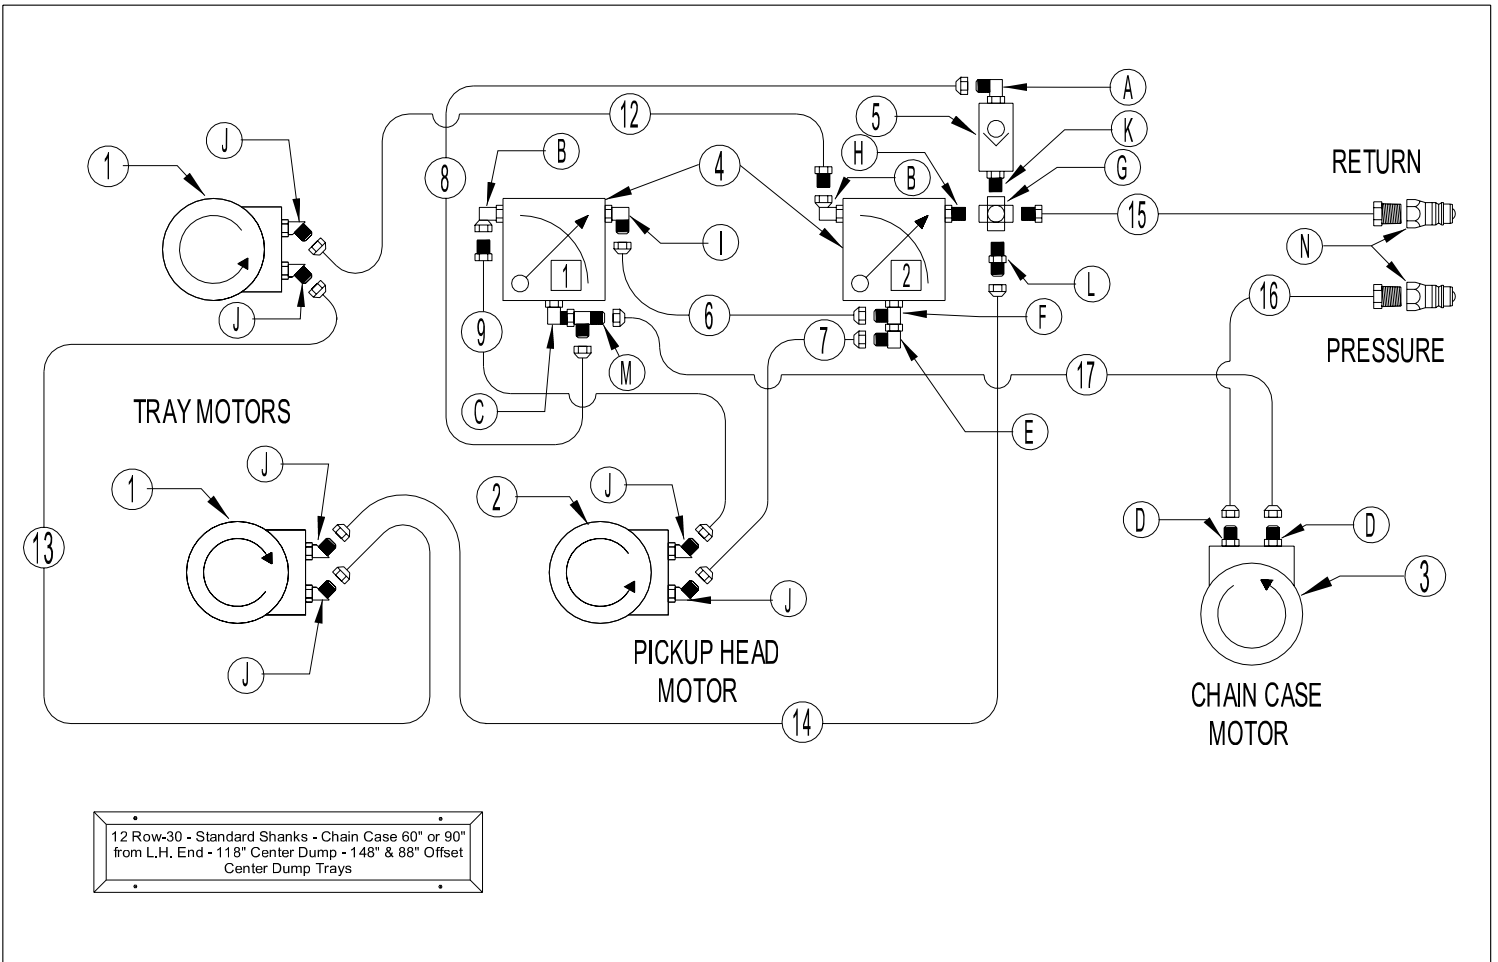 A
5
12
K
J
B
H
RETURN
1
8
4
B
G
15
I
N
1
2
L
16
J
6
F
9
7
PRESSURE
M
17
TRAY MOTORS
C
E
J
J
1
2
D
D
13
3
J
PICKUP HEAD
MOTOR
J
CHAIN CASE
MOTOR
14
12 Row-30 - Standard Shanks - Chain Case 60" or 90"
from L.H. End - 118" Center Dump - 148" & 88" Offset
Center Dump Trays